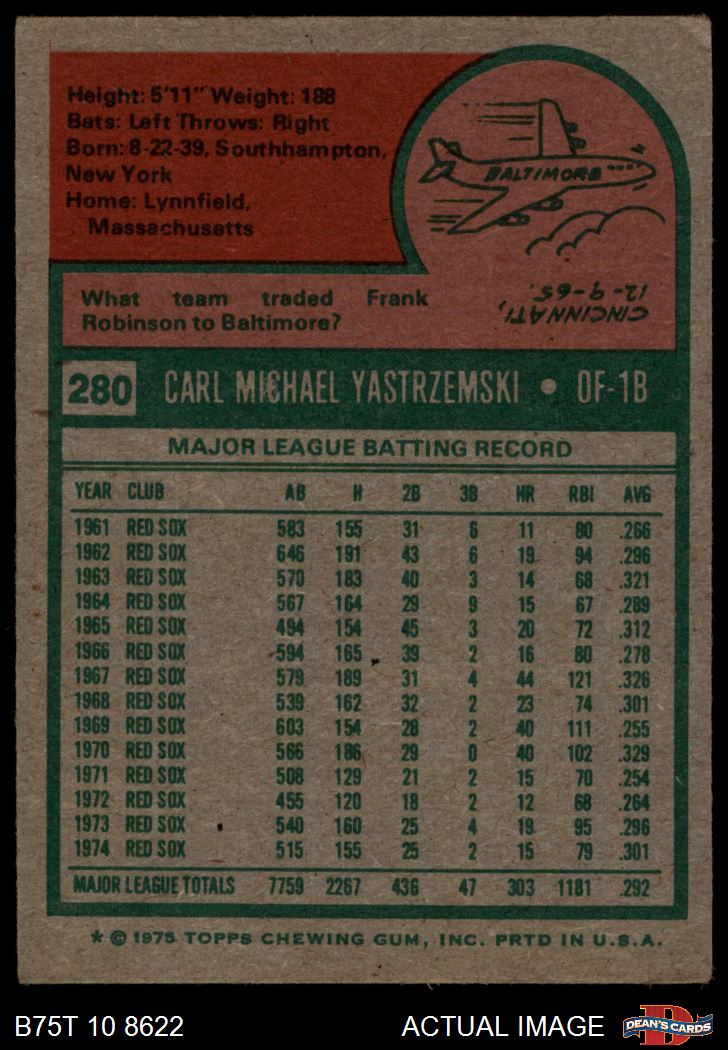 Height: 5'11" Weight: 188
Bats: Left Throws: Right
Born: 8-22-39, Southhampton,
New York
Home: Lynnfield,
Massachusetts
BALTIMORE
What team traded Frank
Robinson to Baltimore?
CINCINNATI,
12-9-65.
280 CARL MICHAEL YASTRZEMSKI • OF-1B
MAJOR LEAGUE BATTING RECORD
YEAR CLUB AB H 2B 3B HR RBI AVG
1961 RED SOX 583 155 31 6 11 80 .266
1962 RED SOX 646 191 43 6 19 94 .296
1963 RED SOX 570 183 40 3 14 68 .321
1964 RED SOX 567 164 29 9 15 67 .289
1965 RED SOX 494 154 45 3 20 72 .312
1966 RED SOX 594 165 39 2 16 80 .278
1967 RED SOX 579 189 31 4 44 121 .326
1968 RED SOX 539 162 32 2 23 74 .301
1969 RED SOX 603 154 28 2 40 111 .255
1970 RED SOX 566 186 29 0 40 102 .329
1971 RED SOX 508 129 21 2 15 70 .254
1972 RED SOX 455 120 18 2 12 68 .264
1973 RED SOX 540 160 25 4 19 95 .296
1974 RED SOX 515 155 25 2 15 79 .301
MAJOR LEAGUE TOTALS 7759 2267 436 47 303 1181 .292
* © 1975 TOPPS CHEWING GUM, INC. PRTD IN U.S.A.
B75T 10 8622 ACTUAL IMAGE
D
DEAN'S CARDS